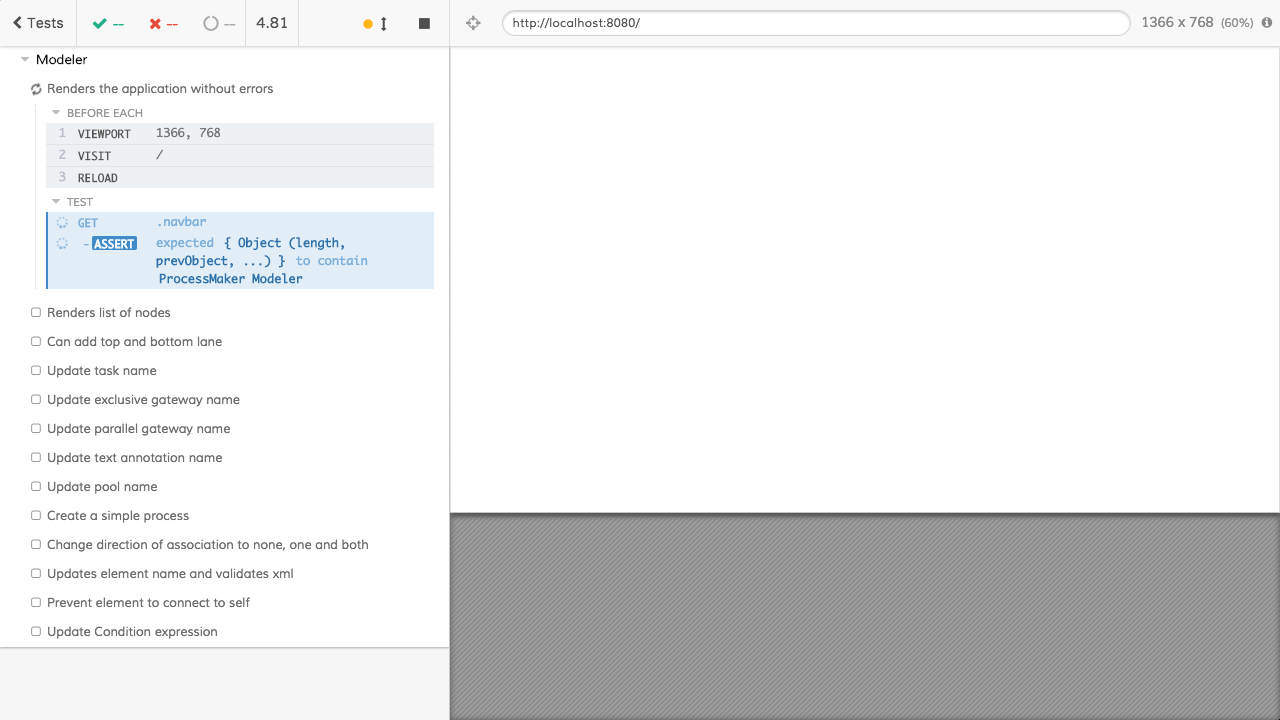 Tests -- -- -- 4.81 http://localhost:8080/ 1366 x 768 (60%)
Modeler
Renders the application without errors
BEFORE EACH
1 VIEWPORT 1366, 768
2 VISIT /
3 RELOAD
TEST
GET .navbar
- ASSERT expected { Object (length,
prevObject, ...) } to contain
ProcessMaker Modeler
Renders list of nodes
Can add top and bottom lane
Update task name
Update exclusive gateway name
Update parallel gateway name
Update text annotation name
Update pool name
Create a simple process
Change direction of association to none, one and both
Updates element name and validates xml
Prevent element to connect to self
Update Condition expression